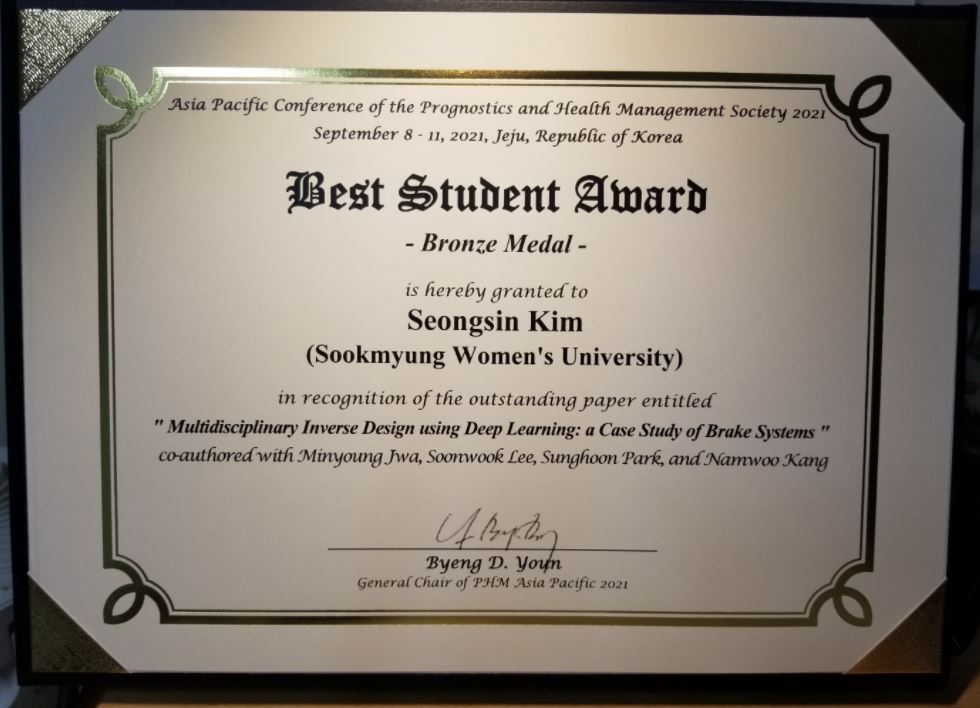 Asia Pacific Conference of the Prognostics and Health Management Society 2021
September 8 - 11, 2021, Jeju, Republic of Korea
Best Student Award
- Bronze Medal -
is hereby granted to
Seongsin Kim
(Sookmyung Women's University)
in recognition of the outstanding paper entitled
" Multidisciplinary Inverse Design using Deep Learning: a Case Study of Brake Systems "
co-authored with Minyoung Jwa, Soonwook Lee, Sunghoon Park, and Namwoo Kang
Byeng D. Youn
General Chair of PHM Asia Pacific 2021